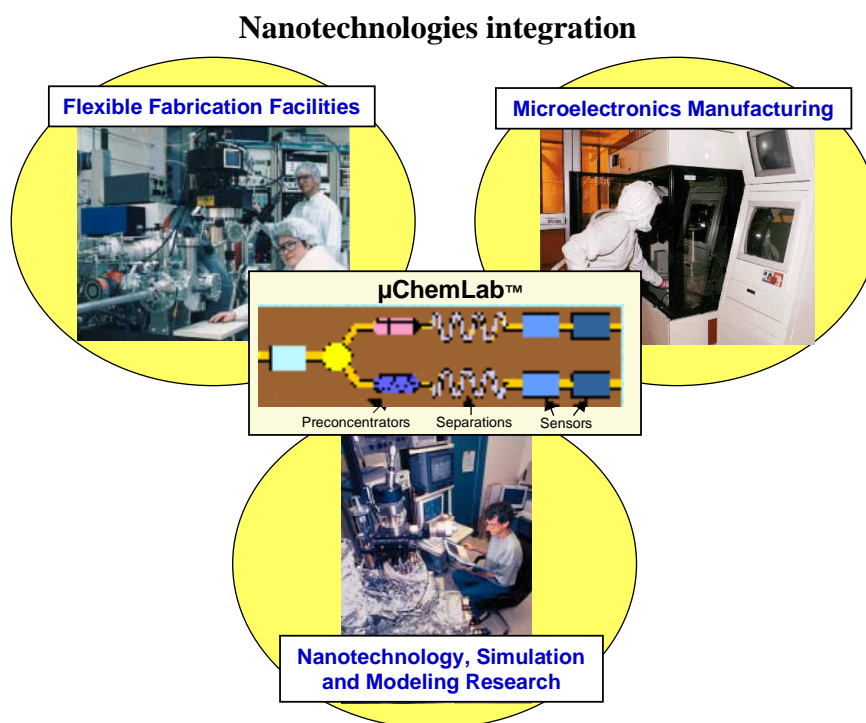 Nanotechnologies integration
Flexible Fabrication Facilities
Microelectronics Manufacturing
µChemLab™
Preconcentrators
Separations
Sensors
Nanotechnology, Simulation
and Modeling Research